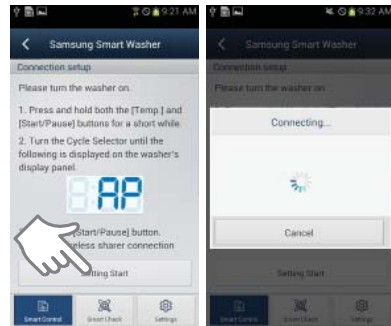 9:21 AM
Samsung Smart Washer
Connection setup
Please turn the washer on.
1. Press and hold both the [Temp.] and
[Start/Pause] buttons for a short while.
2. Turn the Cycle Selector until the
following is displayed on the washer's
display panel.
AP
[Start/Pause] button.
sharer connection
Setting Start
Smart Control
Smart Check
Settings
9:32 AM
Samsung Smart Washer
Connection setup
Please turn the washer on.
Connecting...
Cancel
Setting Start
Smart Control
Smart Check
Settings